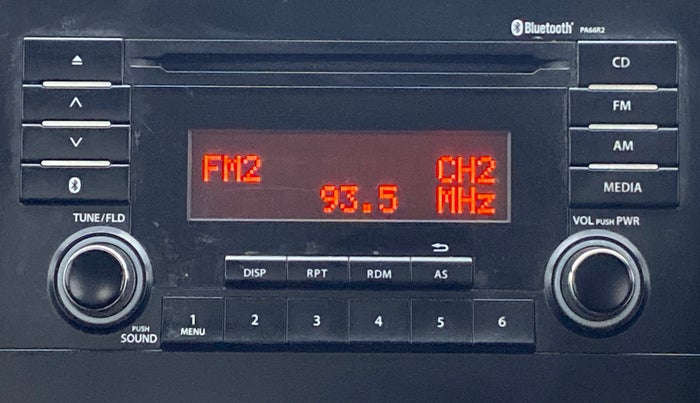 Bluetooth® PA66R2
CD
FM
AM
MEDIA
FM2 CH2
93.5 MHz
TUNE/FLD
VOL PUSH PWR
DISP RPT RDM AS
PUSH
SOUND
1 2 3 4 5 6
MENU